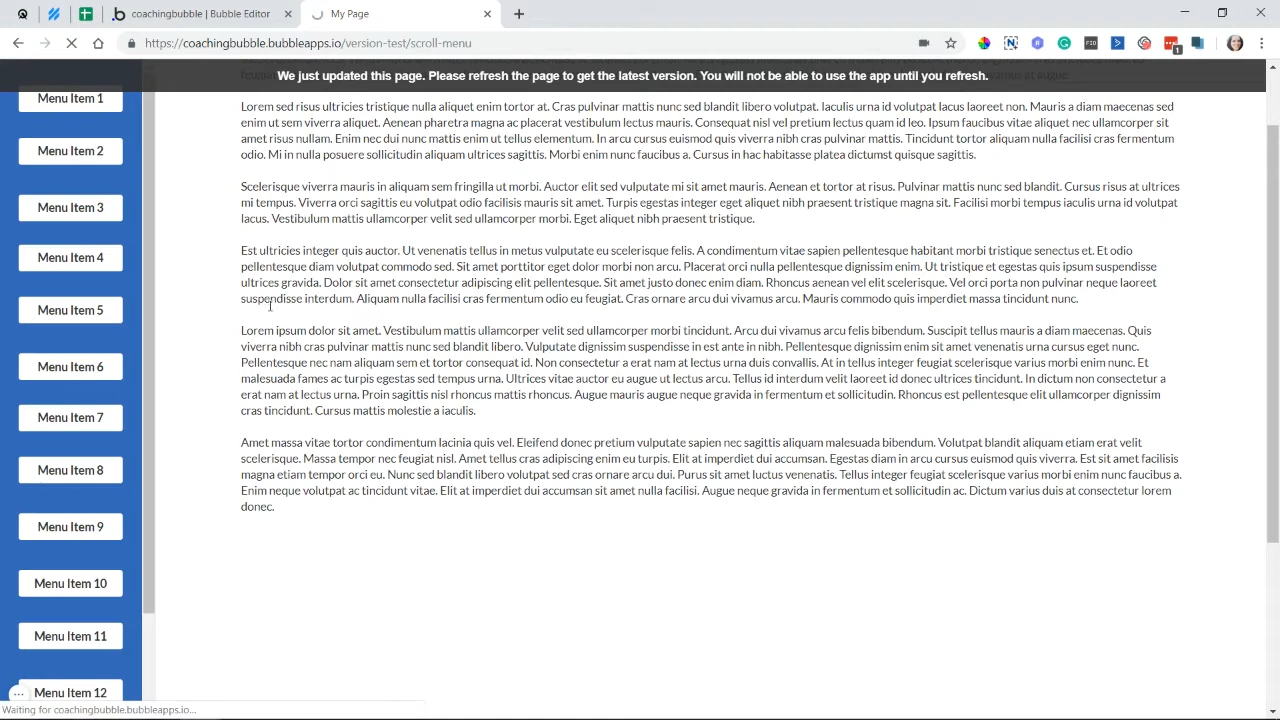 coachingbubble | Bubble Editor
My Page
https://coachingbubble.bubbleapps.io/version-test/scroll-menu
We just updated this page. Please refresh the page to get the latest version. You will not be able to use the app until you refresh.
Menu Item 1
Menu Item 2
Menu Item 3
Menu Item 4
Menu Item 5
Menu Item 6
Menu Item 7
Menu Item 8
Menu Item 9
Menu Item 10
Menu Item 11
Menu Item 12
Lorem sed risus ultricies tristique nulla aliquet enim tortor at. Cras pulvinar mattis nunc sed blandit libero volutpat. Iaculis urna id volutpat lacus laoreet non. Mauris a diam maecenas sed
enim ut sem viverra aliquet. Aenean pharetra magna ac placerat vestibulum lectus mauris. Consequat nisl vel pretium lectus quam id leo. Ipsum faucibus vitae aliquet nec ullamcorper sit
amet risus nullam. Enim nec dui nunc mattis enim ut tellus elementum. In arcu cursus euismod quis viverra nibh cras pulvinar mattis. Tincidunt tortor aliquam nulla facilisi cras fermentum
odio. Mi in nulla posuere sollicitudin aliquam ultrices sagittis. Morbi enim nunc faucibus a. Cursus in hac habitasse platea dictumst quisque sagittis.
Scelerisque viverra mauris in aliquam sem fringilla ut morbi. Auctor elit sed vulputate mi sit amet mauris. Aenean et tortor at risus. Pulvinar mattis nunc sed blandit. Cursus risus at ultrices
mi tempus. Viverra orci sagittis eu volutpat odio facilisis mauris sit amet. Turpis egestas integer eget aliquet nibh praesent tristique magna sit. Facilisi morbi tempus iaculis urna id volutpat
lacus. Vestibulum mattis ullamcorper velit sed ullamcorper morbi. Eget aliquet nibh praesent tristique.
Est ultricies integer quis auctor. Ut venenatis tellus in metus vulputate eu scelerisque felis. A condimentum vitae sapien pellentesque habitant morbi tristique senectus et. Et odio
pellentesque diam volutpat commodo sed. Sit amet porttitor eget dolor morbi non arcu. Placerat orci nulla pellentesque dignissim enim. Ut tristique et egestas quis ipsum suspendisse
ultrices gravida. Dolor sit amet consectetur adipiscing elit pellentesque. Sit amet justo donec enim diam. Rhoncus aenean vel elit scelerisque. Vel orci porta non pulvinar neque laoreet
suspendisse interdum. Aliquam nulla facilisi cras fermentum odio eu feugiat. Cras ornare arcu dui vivamus arcu. Mauris commodo quis imperdiet massa tincidunt nunc.
Lorem ipsum dolor sit amet. Vestibulum mattis ullamcorper velit sed ullamcorper morbi tincidunt. Arcu dui vivamus arcu felis bibendum. Suscipit tellus mauris a diam maecenas. Quis
viverra nibh cras pulvinar mattis nunc sed blandit libero. Vulputate dignissim suspendisse in est ante in nibh. Pellentesque dignissim enim sit amet venenatis urna cursus eget nunc.
Pellentesque nec nam aliquam sem et tortor consequat id. Non consectetur a erat nam at lectus urna duis convallis. At in tellus integer feugiat scelerisque varius morbi enim nunc. Et
malesuada fames ac turpis egestas sed tempus urna. Ultrices vitae auctor eu augue ut lectus arcu. Tellus id interdum velit laoreet id donec ultrices tincidunt. In dictum non consectetur a
erat nam at lectus urna. Proin sagittis nisl rhoncus mattis rhoncus. Augue mauris augue neque gravida in fermentum et sollicitudin. Rhoncus est pellentesque elit ullamcorper dignissim
cras tincidunt. Cursus mattis molestie a iaculis.
Amet massa vitae tortor condimentum lacinia quis vel. Eleifend donec pretium vulputate sapien nec sagittis aliquam malesuada bibendum. Volutpat blandit aliquam etiam erat velit
scelerisque. Massa tempor nec feugiat nisl. Amet tellus cras adipiscing enim eu turpis. Elit at imperdiet dui accumsan. Egestas diam in arcu cursus euismod quis viverra. Est sit amet facilisis
magna etiam tempor orci eu. Nunc sed blandit libero volutpat sed cras ornare arcu dui. Purus sit amet luctus venenatis. Tellus integer feugiat scelerisque varius morbi enim nunc faucibus a.
Enim neque volutpat ac tincidunt vitae. Elit at imperdiet dui accumsan sit amet nulla facilisi. Augue neque gravida in fermentum et sollicitudin ac. Dictum varius duis at consectetur lorem
donec.
Waiting for coachingbubble.bubbleapps.io...